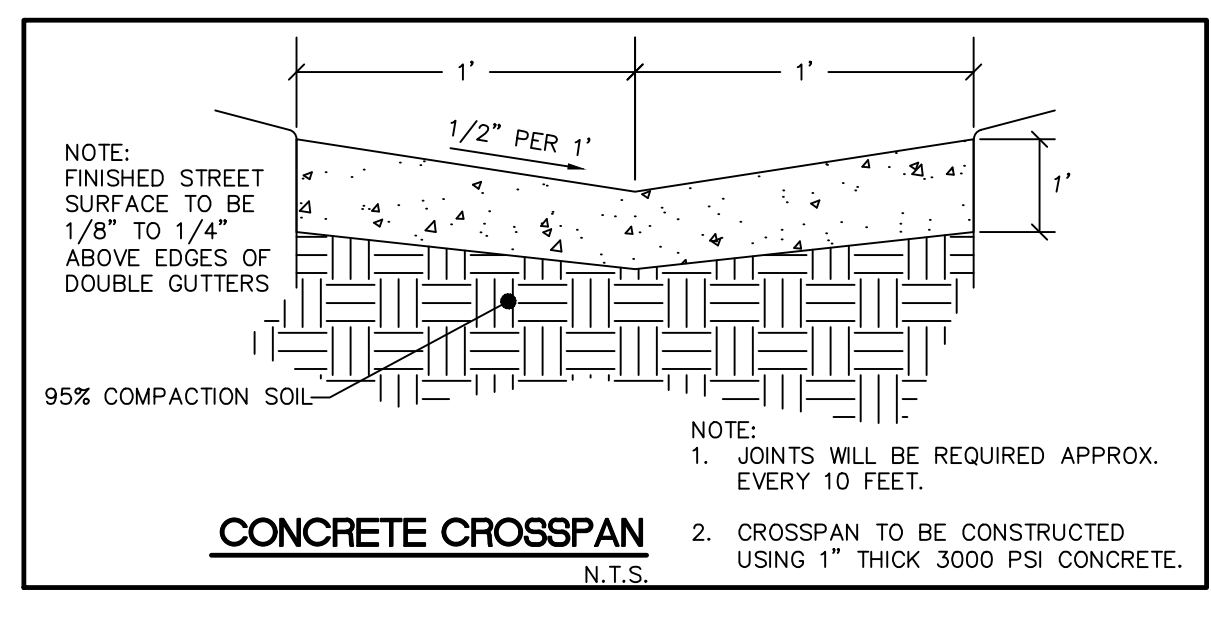 1'
1'
1/2" PER 1'
NOTE:
FINISHED STREET
SURFACE TO BE
1/8" TO 1/4"
ABOVE EDGES OF
DOUBLE GUTTERS
1'
95% COMPACTION SOIL
NOTE:
1. JOINTS WILL BE REQUIRED APPROX.
EVERY 10 FEET.
2. CROSSPAN TO BE CONSTRUCTED
USING 1" THICK 3000 PSI CONCRETE.
CONCRETE CROSSPAN
N.T.S.